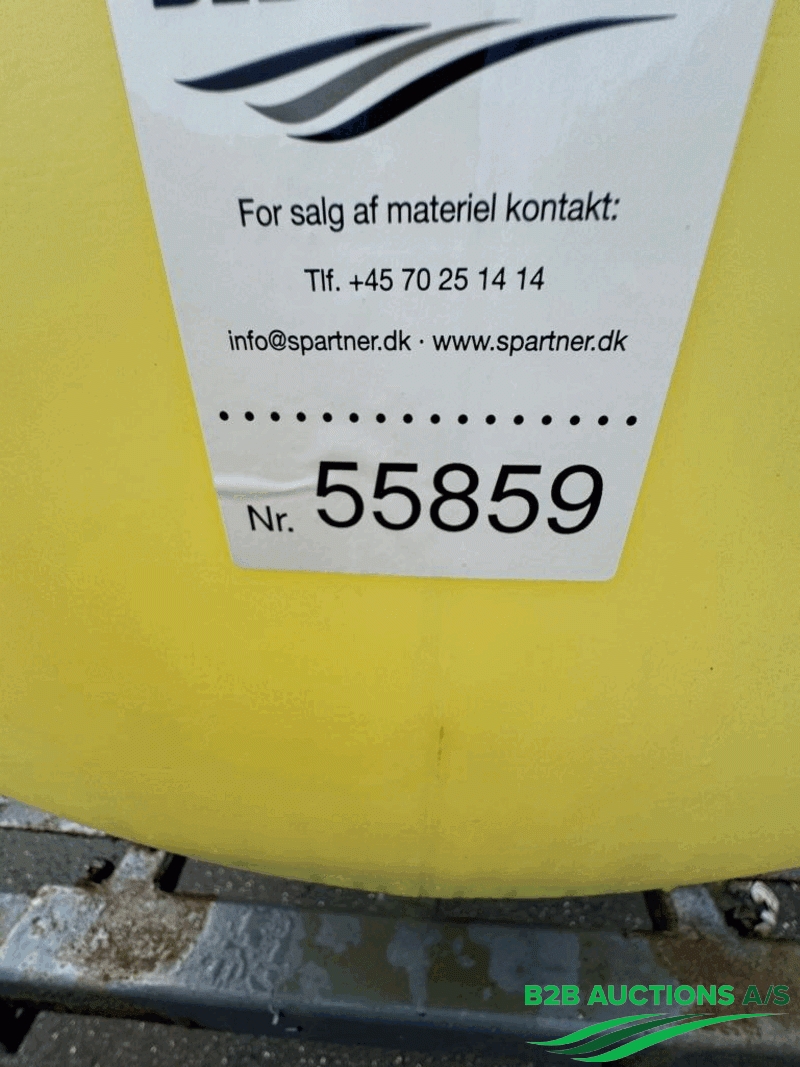 For salg af materiel kontakt:
Tlf. +45 70 25 14 14
info@spartner.dk · www.spartner.dk
Nr. 55859
B2B AUCTIONS A/S